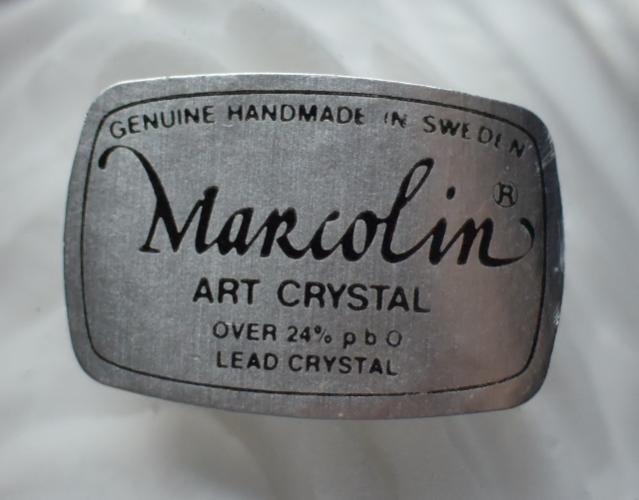 GENUINE HANDMADE IN SWEDEN
Marcolin ®
ART CRYSTAL
OVER 24% p b O
LEAD CRYSTAL